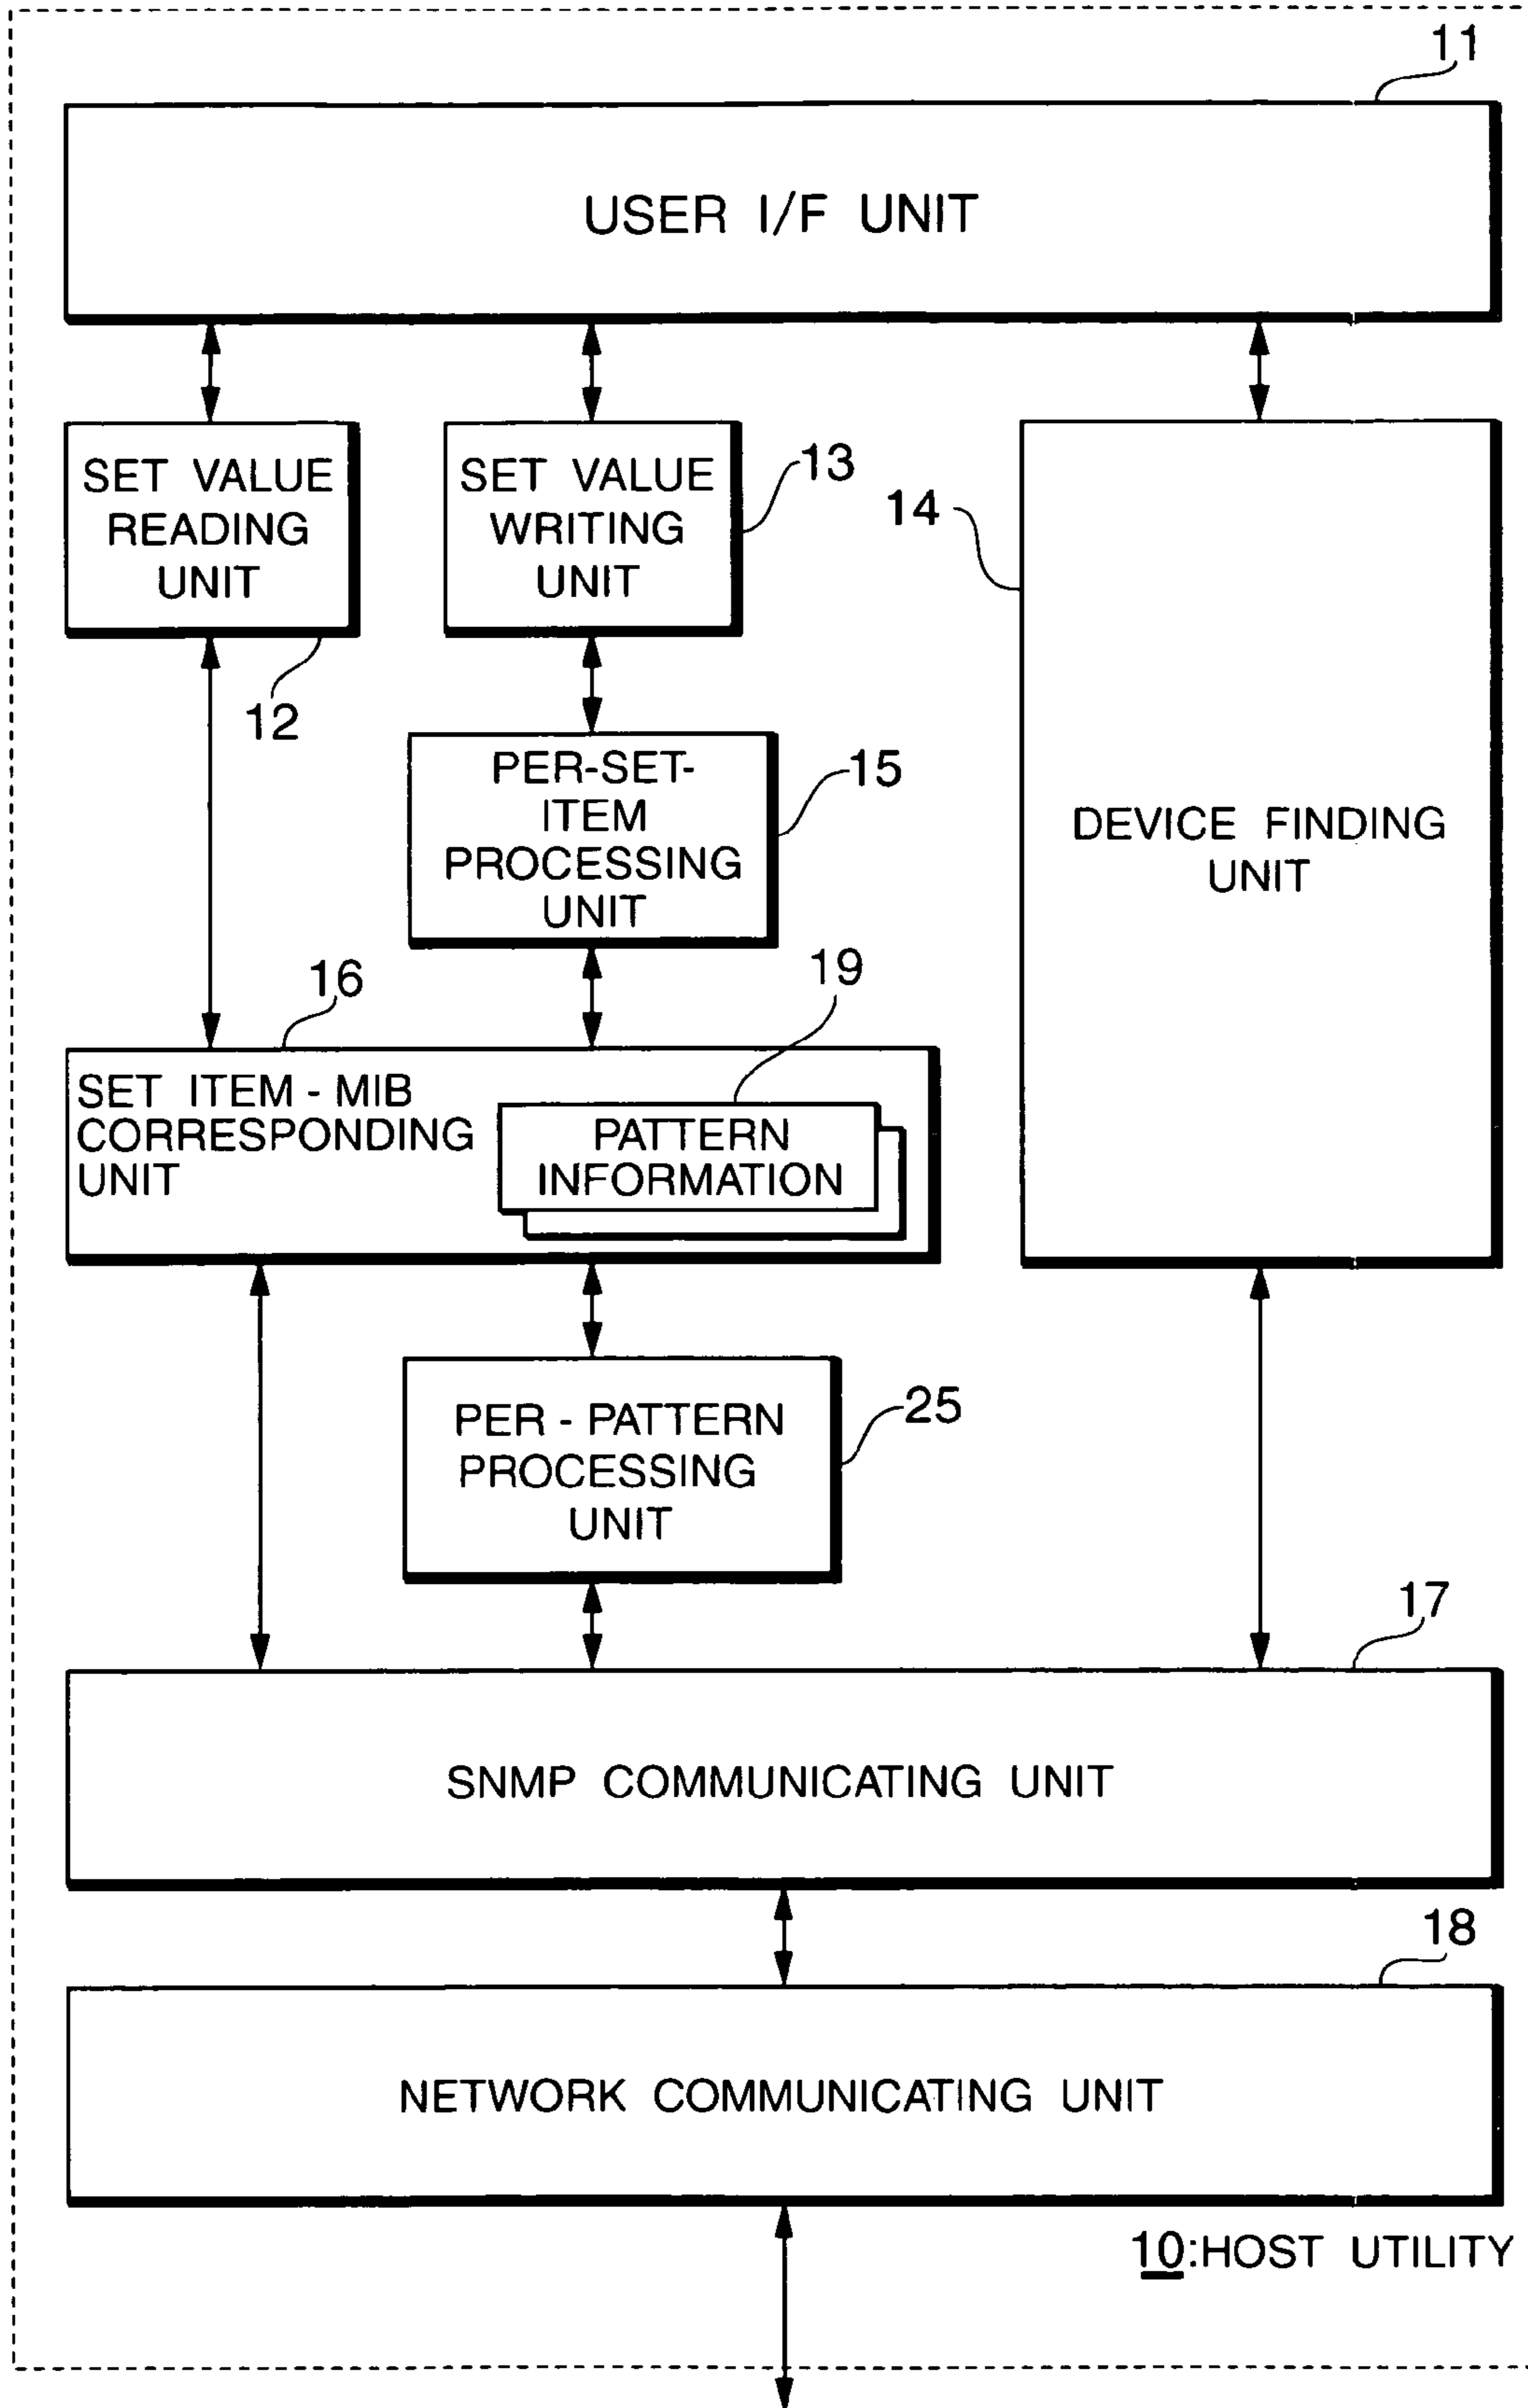 11
USER I/F UNIT
SET VALUE
READING
UNIT
12
SET VALUE
WRITING
UNIT
13
14
DEVICE FINDING
UNIT
PER-SET-
ITEM
PROCESSING
UNIT
15
16
19
SET ITEM - MIB
CORRESPONDING
UNIT
PATTERN
INFORMATION
PER - PATTERN
PROCESSING
UNIT
25
17
SNMP COMMUNICATING UNIT
18
NETWORK COMMUNICATING UNIT
10:HOST UTILITY